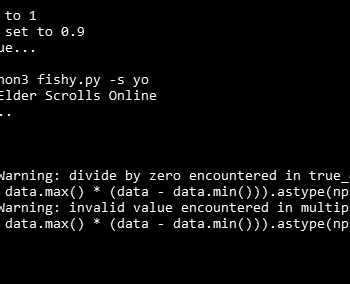 to 1
set to 0.9
ue...
hon3 fishy.py -s yo
Elder Scrolls Online
..
Warning: divide by zero encountered in true_
data.max() * (data - data.min())).astype(np
Warning: invalid value encountered in multip
data.max() * (data - data.min())).astype(np